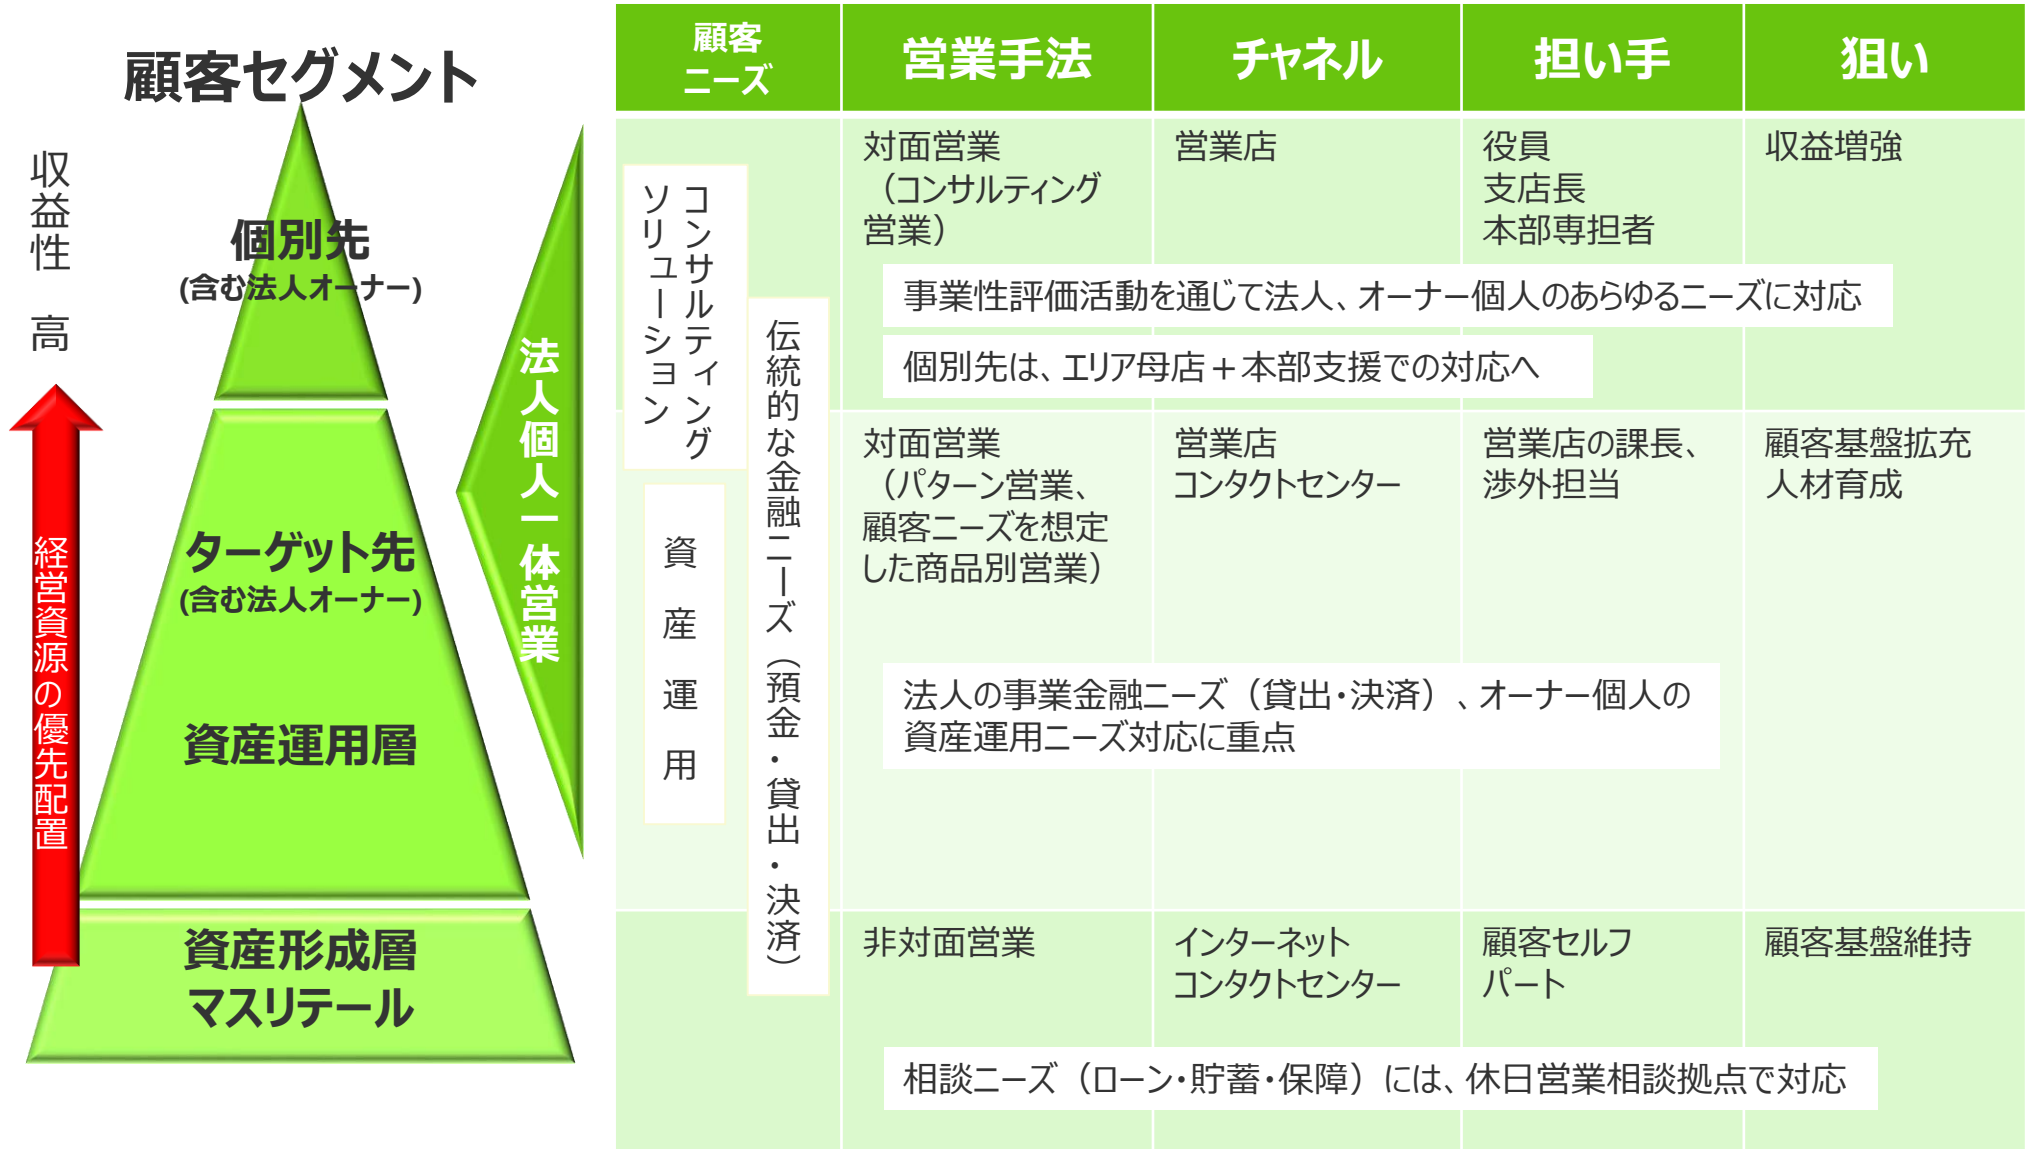 顧客セグメント
収益性 高
経営資源の優先配置
個別先
(含む法人オーナー)
ターゲット先
(含む法人オーナー)
資産運用層
資産形成層
マスリテール
法人個人一体営業
顧客
ニーズ
営業手法
チャネル
担い手
狙い
コンサルティング
ソリューション
資産運用
伝統的な金融ニーズ（預金・貸出・決済）
対面営業
（コンサルティング
営業）
営業店
役員
支店長
本部専担者
収益増強
事業性評価活動を通じて法人、オーナー個人のあらゆるニーズに対応
個別先は、エリア母店＋本部支援での対応へ
対面営業
（パターン営業、
顧客ニーズを想定
した商品別営業）
営業店
コンタクトセンター
営業店の課長、
渉外担当
顧客基盤拡充
人材育成
法人の事業金融ニーズ（貸出・決済）、オーナー個人の
資産運用ニーズ対応に重点
非対面営業
インターネット
コンタクトセンター
顧客セルフ
パート
顧客基盤維持
相談ニーズ（ローン・貯蓄・保障）には、休日営業相談拠点で対応